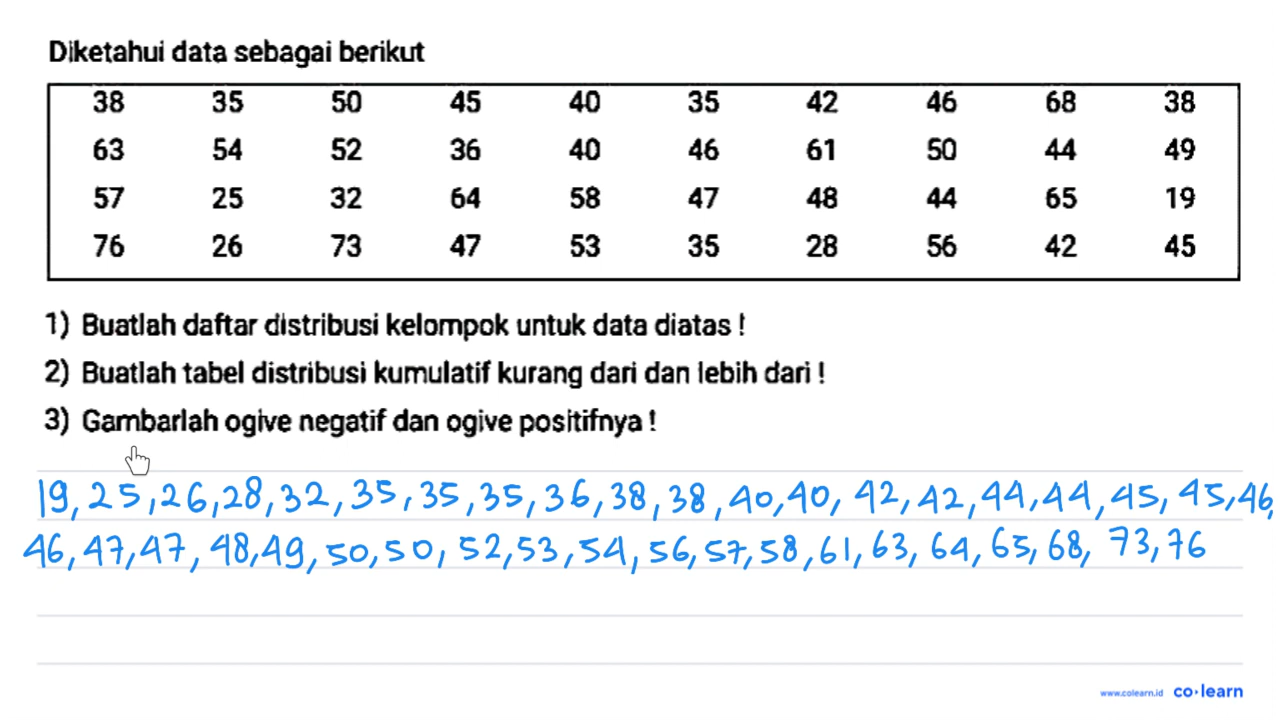 Diketahui data sebagai berikut
38 35 50 45 40 35 42 46 68 38
63 54 52 36 40 46 61 50 44 49
57 25 32 64 58 47 48 44 65 19
76 26 73 47 53 35 28 56 42 45
1) Buatlah daftar distribusi kelompok untuk data diatas !
2) Buatlah tabel distribusi kumulatif kurang dari dan lebih dari !
3) Gambarlah ogive negatif dan ogive positifnya !
19, 25, 26, 28, 32, 35, 35, 35, 36, 38, 38, 40, 40, 42, 42, 44, 44, 45, 45, 46,
46, 47, 47, 48, 49, 50, 50, 52, 53, 54, 56, 57, 58, 61, 63, 64, 65, 68, 73, 76
www.colearn.id co·learn